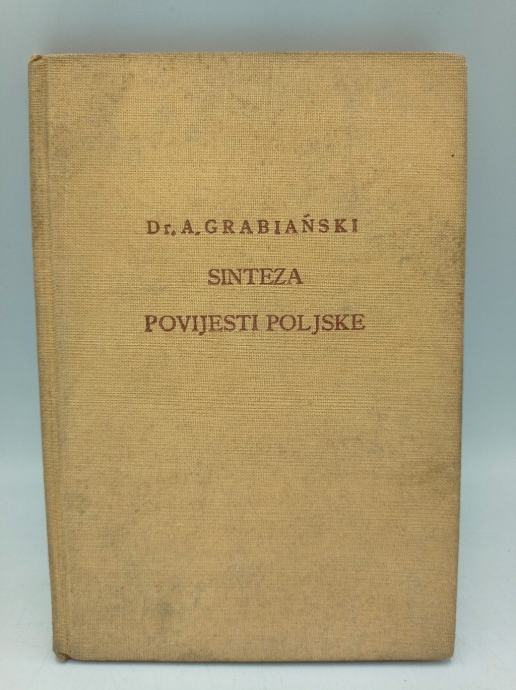 Dr. A. GRABIAŃSKI
SINTEZA
POVIJESTI POLJSKE